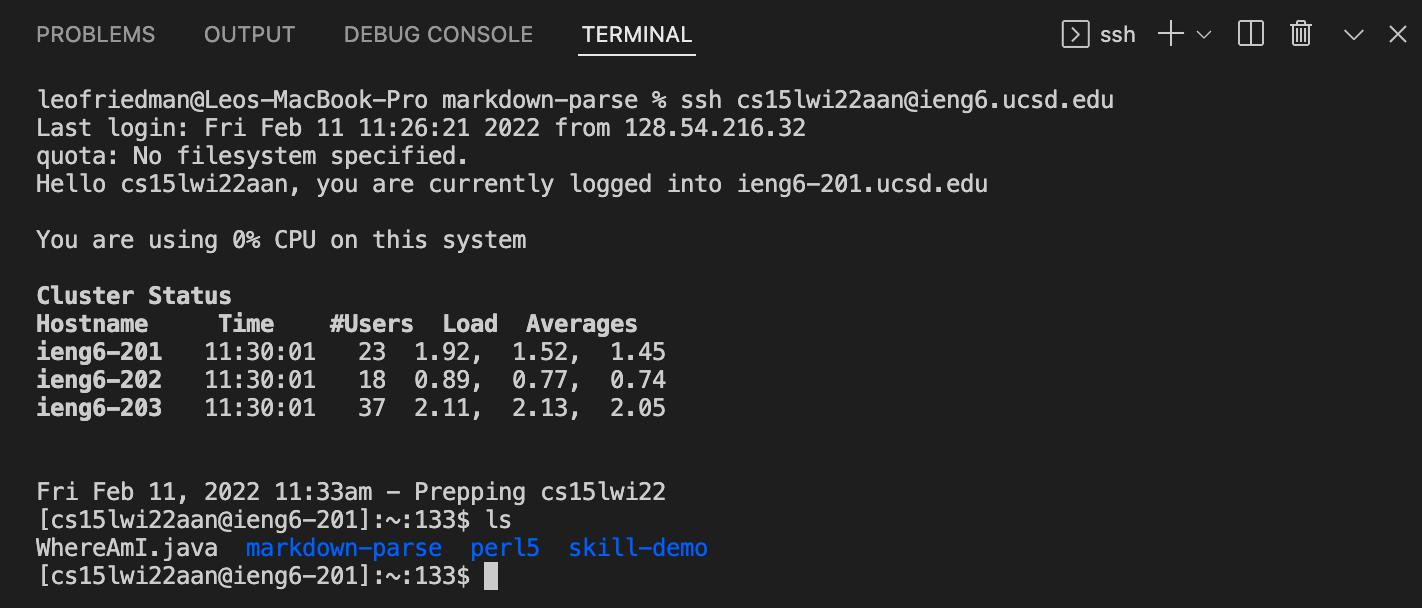 PROBLEMS OUTPUT DEBUG CONSOLE TERMINAL ssh
leofriedman@Leos-MacBook-Pro markdown-parse % ssh cs15lwi22aan@ieng6.ucsd.edu
Last login: Fri Feb 11 11:26:21 2022 from 128.54.216.32
quota: No filesystem specified.
Hello cs15lwi22aan, you are currently logged into ieng6-201.ucsd.edu
You are using 0% CPU on this system
Cluster Status
Hostname     Time    #Users  Load  Averages
ieng6-201   11:30:01   23  1.92,  1.52,  1.45
ieng6-202   11:30:01   18  0.89,  0.77,  0.74
ieng6-203   11:30:01   37  2.11,  2.13,  2.05
Fri Feb 11, 2022 11:33am - Prepping cs15lwi22
[cs15lwi22aan@ieng6-201]:~:133$ ls
WhereAmI.java  markdown-parse  perl5  skill-demo
[cs15lwi22aan@ieng6-201]:~:133$